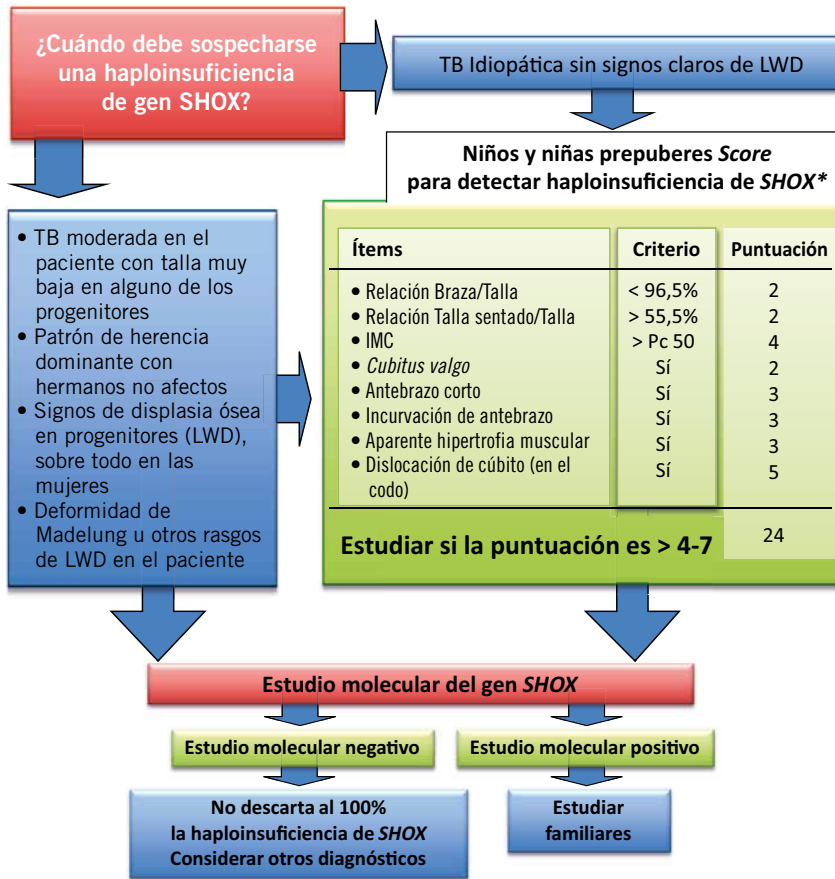 ¿Cuándo debe sospecharse
una haploinsuficiencia
de gen SHOX?
TB Idiopática sin signos claros de LWD
• TB moderada en el
paciente con talla muy
baja en alguno de los
progenitores
• Patrón de herencia
dominante con
hermanos no afectos
• Signos de displasia ósea
en progenitores (LWD),
sobre todo en las
mujeres
• Deformidad de
Madelung u otros rasgos
de LWD en el paciente
Niños y niñas prepuberes Score
para detectar haploinsuficiencia de SHOX*
Ítems Criterio Puntuación
• Relación Braza/Talla < 96,5% 2
• Relación Talla sentado/Talla > 55,5% 2
• IMC > Pc 50 4
• Cubitus valgo Sí 2
• Antebrazo corto Sí 3
• Incurvación de antebrazo Sí 3
• Aparente hipertrofia muscular Sí 3
• Dislocación de cúbito (en el Sí 5
codo)
Estudiar si la puntuación es > 4-7 24
Estudio molecular del gen SHOX
Estudio molecular negativo
Estudio molecular positivo
No descarta al 100%
la haploinsuficiencia de SHOX
Considerar otros diagnósticos
Estudiar
familiares